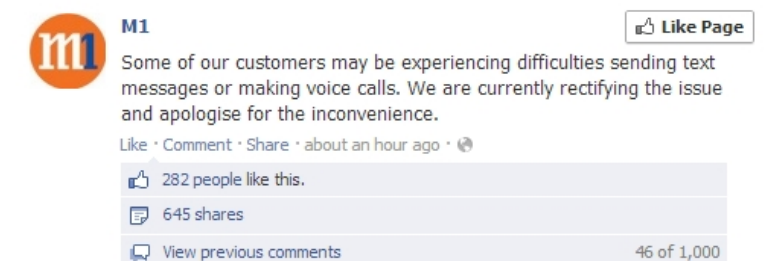 m1
M1
Like Page
Some of our customers may be experiencing difficulties sending text
messages or making voice calls. We are currently rectifying the issue
and apologise for the inconvenience.
Like · Comment · Share · about an hour ago ·
282 people like this.
645 shares
View previous comments 46 of 1,000